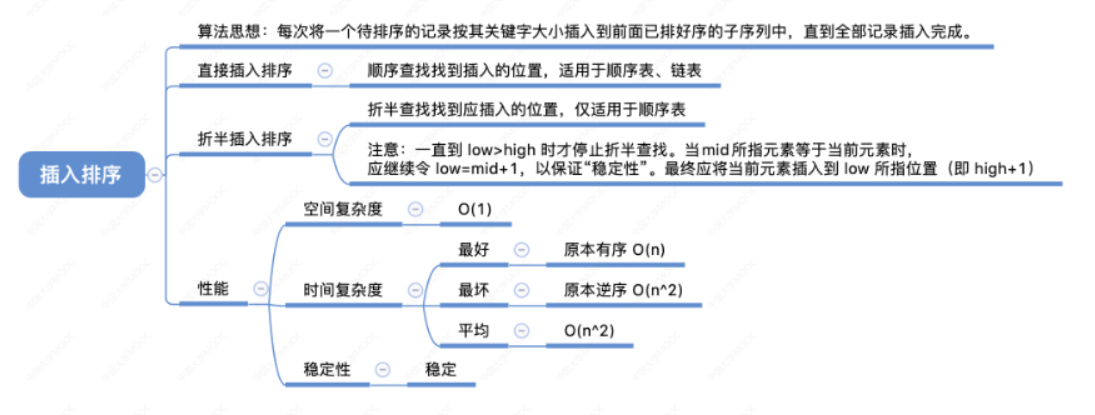 算法思想：每次将一个待排序的记录按其关键字大小插入到前面已排好序的子序列中，直到全部记录插入完成。
直接插入排序
顺序查找找到插入的位置，适用于顺序表、链表
折半插入排序
折半查找找到应插入的位置，仅适用于顺序表
注意：一直到 low>high 时才停止折半查找。当mid所指元素等于当前元素时，
应继续令 low=mid+1，以保证“稳定性”。最终应将当前元素插入到 low 所指位置（即 high+1）
插入排序
性能
空间复杂度
O(1)
时间复杂度
最好
原本有序 O(n)
最坏
原本逆序 O(n^2)
平均
O(n^2)
稳定性
稳定